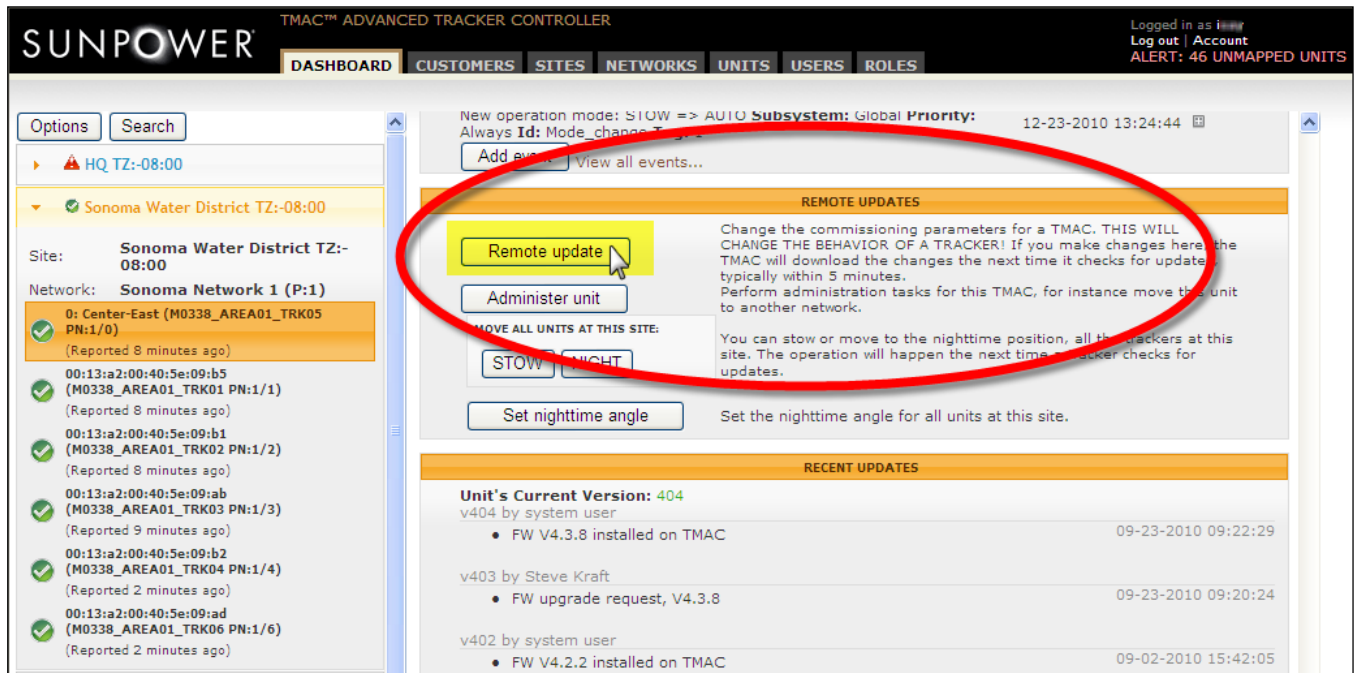 SUNPOWER
TMAC™ ADVANCED TRACKER CONTROLLER
Logged in as
Log out | Account
ALERT: 46 UNMAPPED UNITS
DASHBOARD CUSTOMERS SITES NETWORKS UNITS USERS ROLES
Options Search
HQ TZ:-08:00
Sonoma Water District TZ:-08:00
Site: Sonoma Water District TZ:-
08:00
Network: Sonoma Network 1 (P:1)
0: Center-East (M0338_AREA01_TRK05
PN:1/0)
(Reported 8 minutes ago)
00:13:a2:00:40:5e:09:b5
(M0338_AREA01_TRK01 PN:1/1)
(Reported 8 minutes ago)
00:13:a2:00:40:5e:09:b1
(M0338_AREA01_TRK02 PN:1/2)
(Reported 8 minutes ago)
00:13:a2:00:40:5e:09:ab
(M0338_AREA01_TRK03 PN:1/3)
(Reported 9 minutes ago)
00:13:a2:00:40:5e:09:b2
(M0338_AREA01_TRK04 PN:1/4)
(Reported 2 minutes ago)
00:13:a2:00:40:5e:09:ad
(M0338_AREA01_TRK06 PN:1/6)
(Reported 2 minutes ago)
New operation mode: STOW => AUTO Subsystem: Global Priority:
Always Id: Mode_change
12-23-2010 13:24:44
Add event View all events...
REMOTE UPDATES
Remote update
Change the commissioning parameters for a TMAC. THIS WILL
CHANGE THE BEHAVIOR OF A TRACKER! If you make changes here, the
TMAC will download the changes the next time it checks for updates,
typically within 5 minutes.
Administer unit
Perform administration tasks for this TMAC, for instance move this unit
to another network.
MOVE ALL UNITS AT THIS SITE:
STOW NIGHT
You can stow or move to the nighttime position, all the trackers at this
site. The operation will happen the next time a tracker checks for
updates.
Set nighttime angle
Set the nighttime angle for all units at this site.
RECENT UPDATES
Unit's Current Version: 404
v404 by system user
FW V4.3.8 installed on TMAC
09-23-2010 09:22:29
v403 by Steve Kraft
FW upgrade request, V4.3.8
09-23-2010 09:20:24
v402 by system user
FW V4.2.2 installed on TMAC
09-02-2010 15:42:05